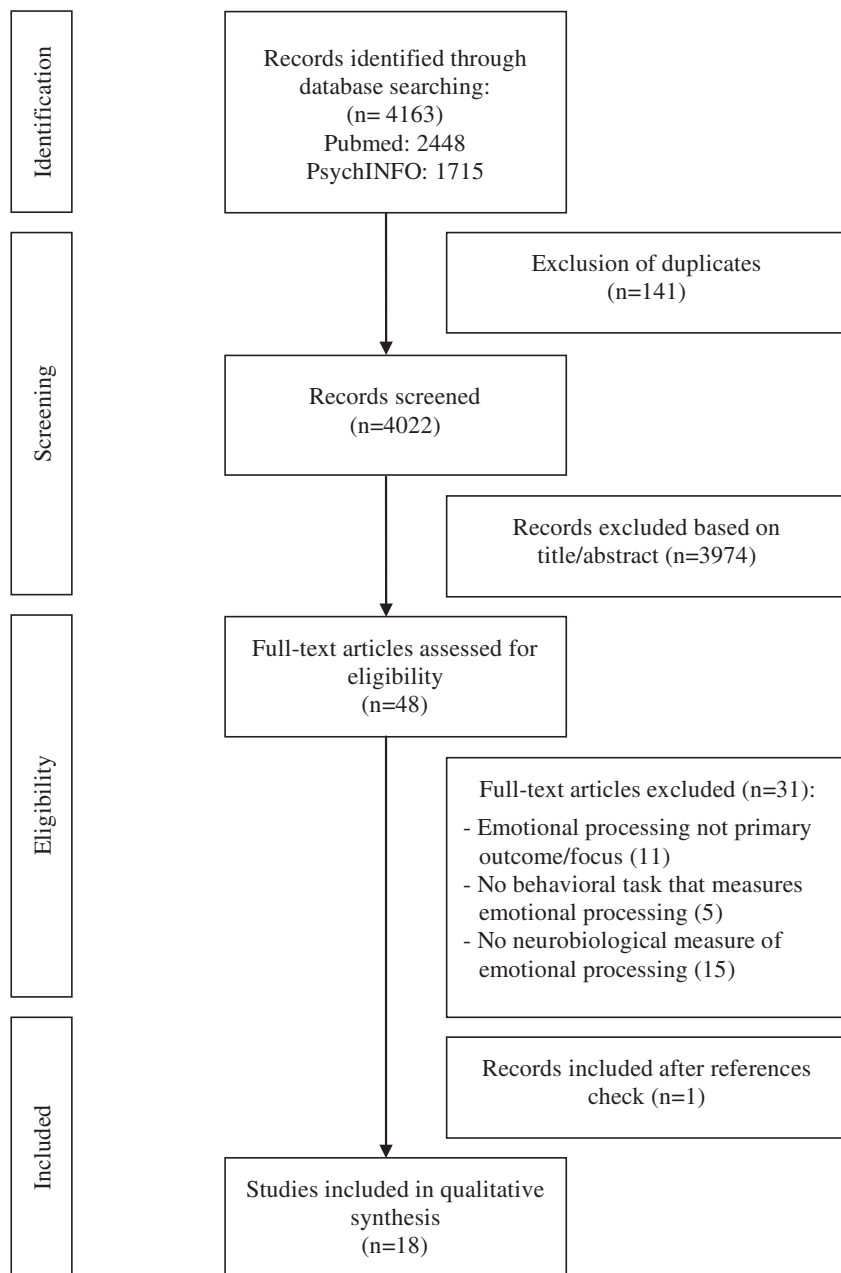 Identification
Records identified through
database searching:
(n= 4163)
Pubmed: 2448
PsychINFO: 1715
Screening
Exclusion of duplicates
(n=141)
Records screened
(n=4022)
Records excluded based on
title/abstract (n=3974)
Eligibility
Full-text articles assessed for
eligibility
(n=48)
Full-text articles excluded (n=31):
- Emotional processing not primary
outcome/focus (11)
- No behavioral task that measures
emotional processing (5)
- No neurobiological measure of
emotional processing (15)
Included
Records included after references
check (n=1)
Studies included in qualitative
synthesis
(n=18)